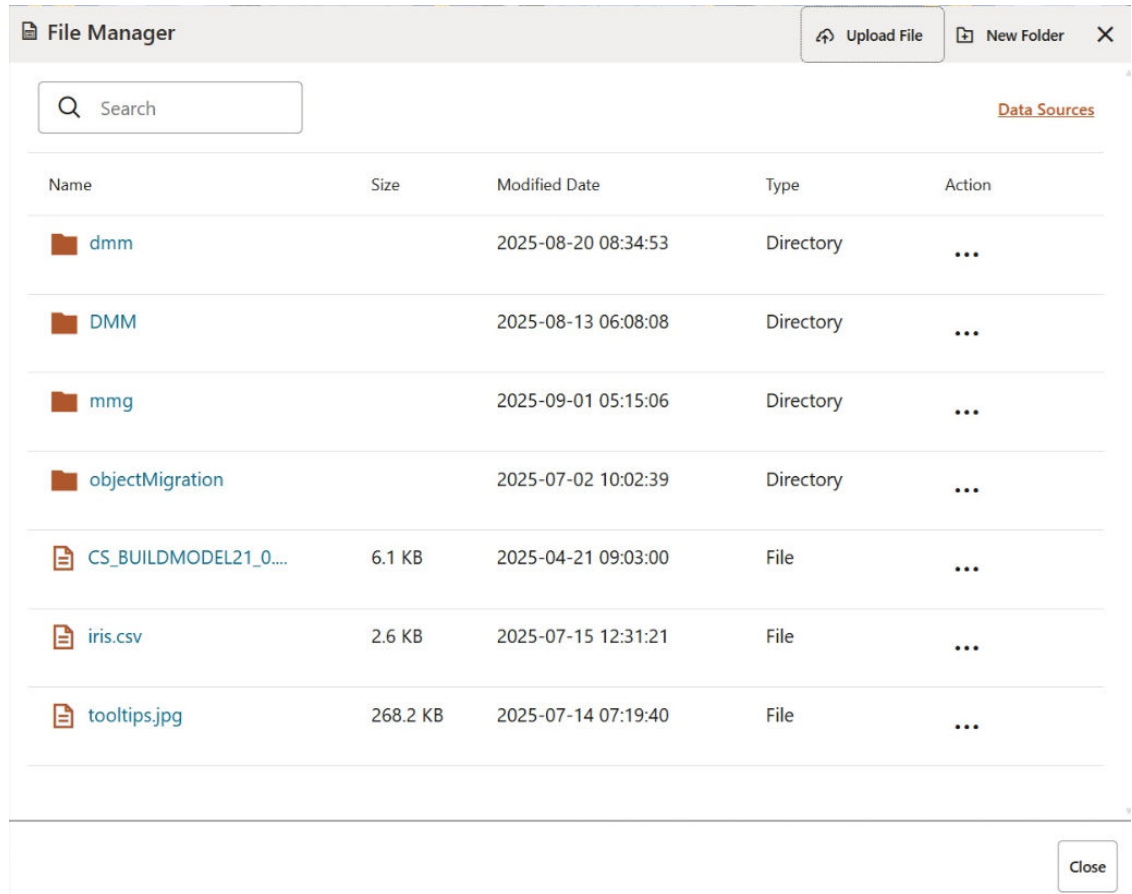 File Manager Upload File New Folder
Search Data Sources
Name Size Modified Date Type Action
dmm 2025-08-20 08:34:53 Directory ...
DMM 2025-08-13 06:08:08 Directory ...
mmg 2025-09-01 05:15:06 Directory ...
objectMigration 2025-07-02 10:02:39 Directory ...
CS_BUILDMODEL21_0.... 6.1 KB 2025-04-21 09:03:00 File ...
iris.csv 2.6 KB 2025-07-15 12:31:21 File ...
tooltips.jpg 268.2 KB 2025-07-14 07:19:40 File ...
Close